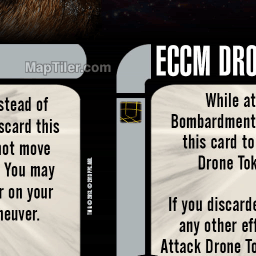 MapTiler.com
stead of
scard this
not move
You may
r on your
neuver.
ECCM DRO
While at
Bombardment
this card to
Drone Tok
If you discarde
any other eff
Attack Drone To